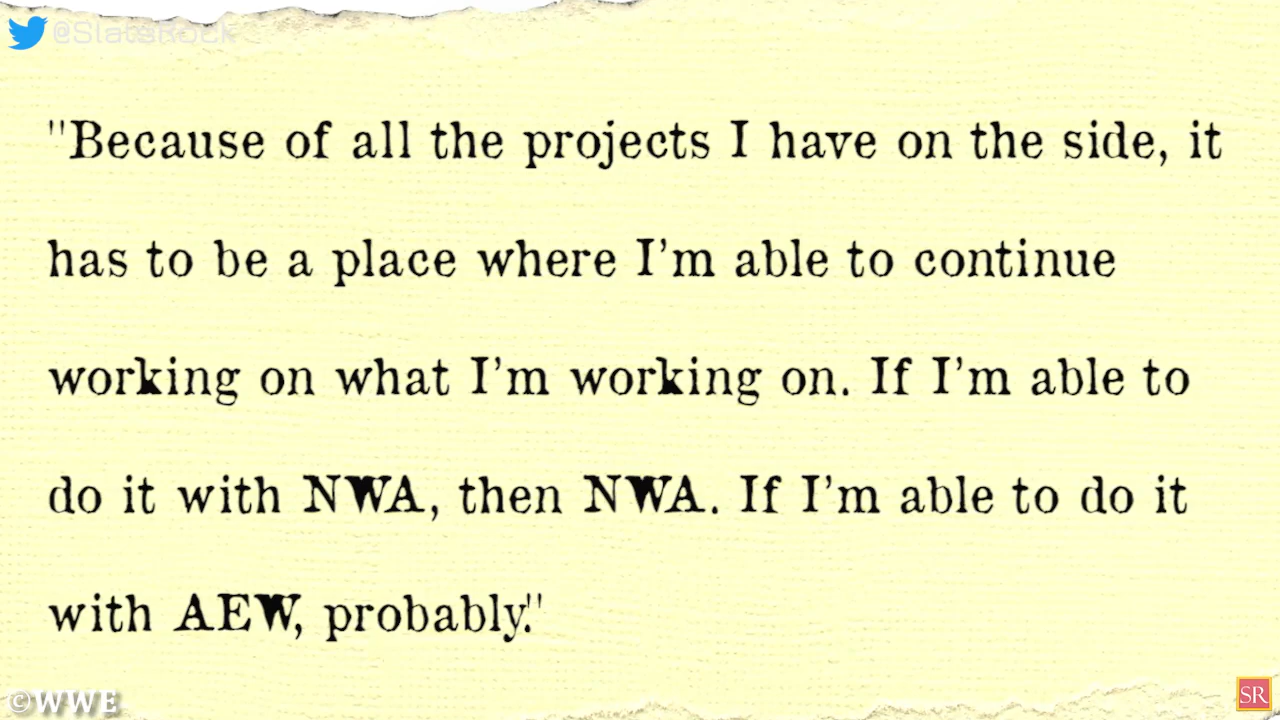 @SlatsRock
"Because of all the projects I have on the side, it
has to be a place where I'm able to continue
working on what I'm working on. If I'm able to
do it with NWA, then NWA. If I'm able to do it
with AEW, probably."
©WWE
SR